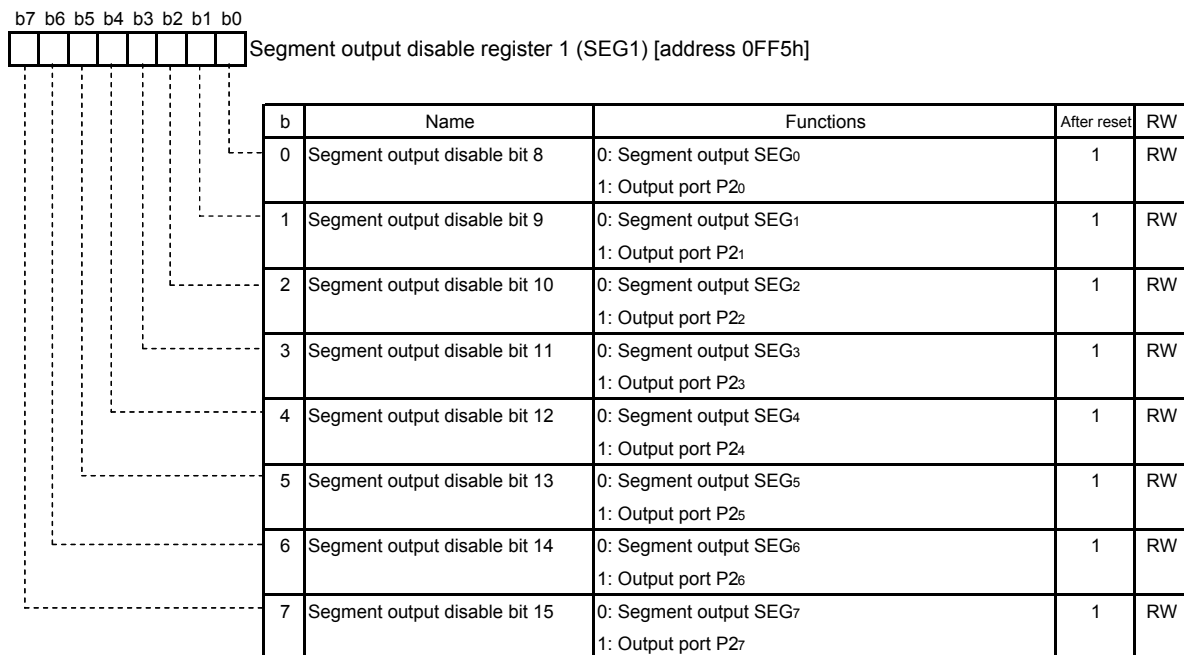 b7 b6 b5 b4 b3 b2 b1 b0
Segment output disable register 1 (SEG1) [address 0FF5h]
b Name Functions After reset RW
0 Segment output disable bit 8 0: Segment output SEG0 1 RW
1: Output port P20
1 Segment output disable bit 9 0: Segment output SEG1 1 RW
1: Output port P21
2 Segment output disable bit 10 0: Segment output SEG2 1 RW
1: Output port P22
3 Segment output disable bit 11 0: Segment output SEG3 1 RW
1: Output port P23
4 Segment output disable bit 12 0: Segment output SEG4 1 RW
1: Output port P24
5 Segment output disable bit 13 0: Segment output SEG5 1 RW
1: Output port P25
6 Segment output disable bit 14 0: Segment output SEG6 1 RW
1: Output port P26
7 Segment output disable bit 15 0: Segment output SEG7 1 RW
1: Output port P27